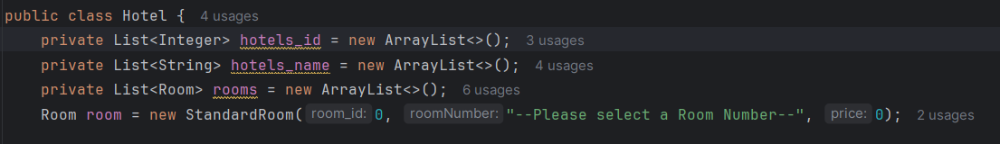 public class Hotel {  4 usages
    private List<Integer> hotels_id = new ArrayList<>();  3 usages
    private List<String> hotels_name = new ArrayList<>();  4 usages
    private List<Room> rooms = new ArrayList<>();  6 usages
    Room room = new StandardRoom( room_id: 0,  roomNumber: "--Please select a Room Number--",  price: 0);  2 usages